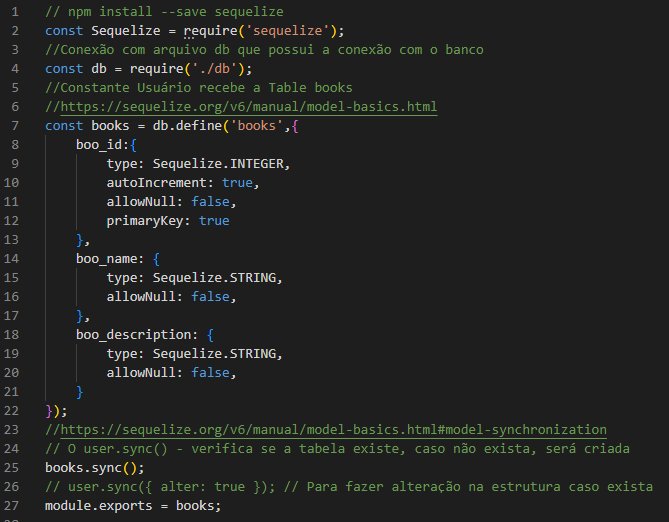 1 // npm install --save sequelize
2 const Sequelize = require('sequelize');
3 //Conexão com arquivo db que possui a conexão com o banco
4 const db = require('./db');
5 //Constante Usuário recebe a Table books
6 //https://sequelize.org/v6/manual/model-basics.html
7 const books = db.define('books',{
8     boo_id:{
9         type: Sequelize.INTEGER,
10         autoIncrement: true,
11         allowNull: false,
12         primaryKey: true
13     },
14     boo_name: {
15         type: Sequelize.STRING,
16         allowNull: false,
17     },
18     boo_description: {
19         type: Sequelize.STRING,
20         allowNull: false,
21     }
22 });
23 //https://sequelize.org/v6/manual/model-basics.html#model-synchronization
24 // O user.sync() - verifica se a tabela existe, caso não exista, será criada
25 books.sync();
26 // user.sync({ alter: true }); // Para fazer alteração na estrutura caso exista
27 module.exports = books;